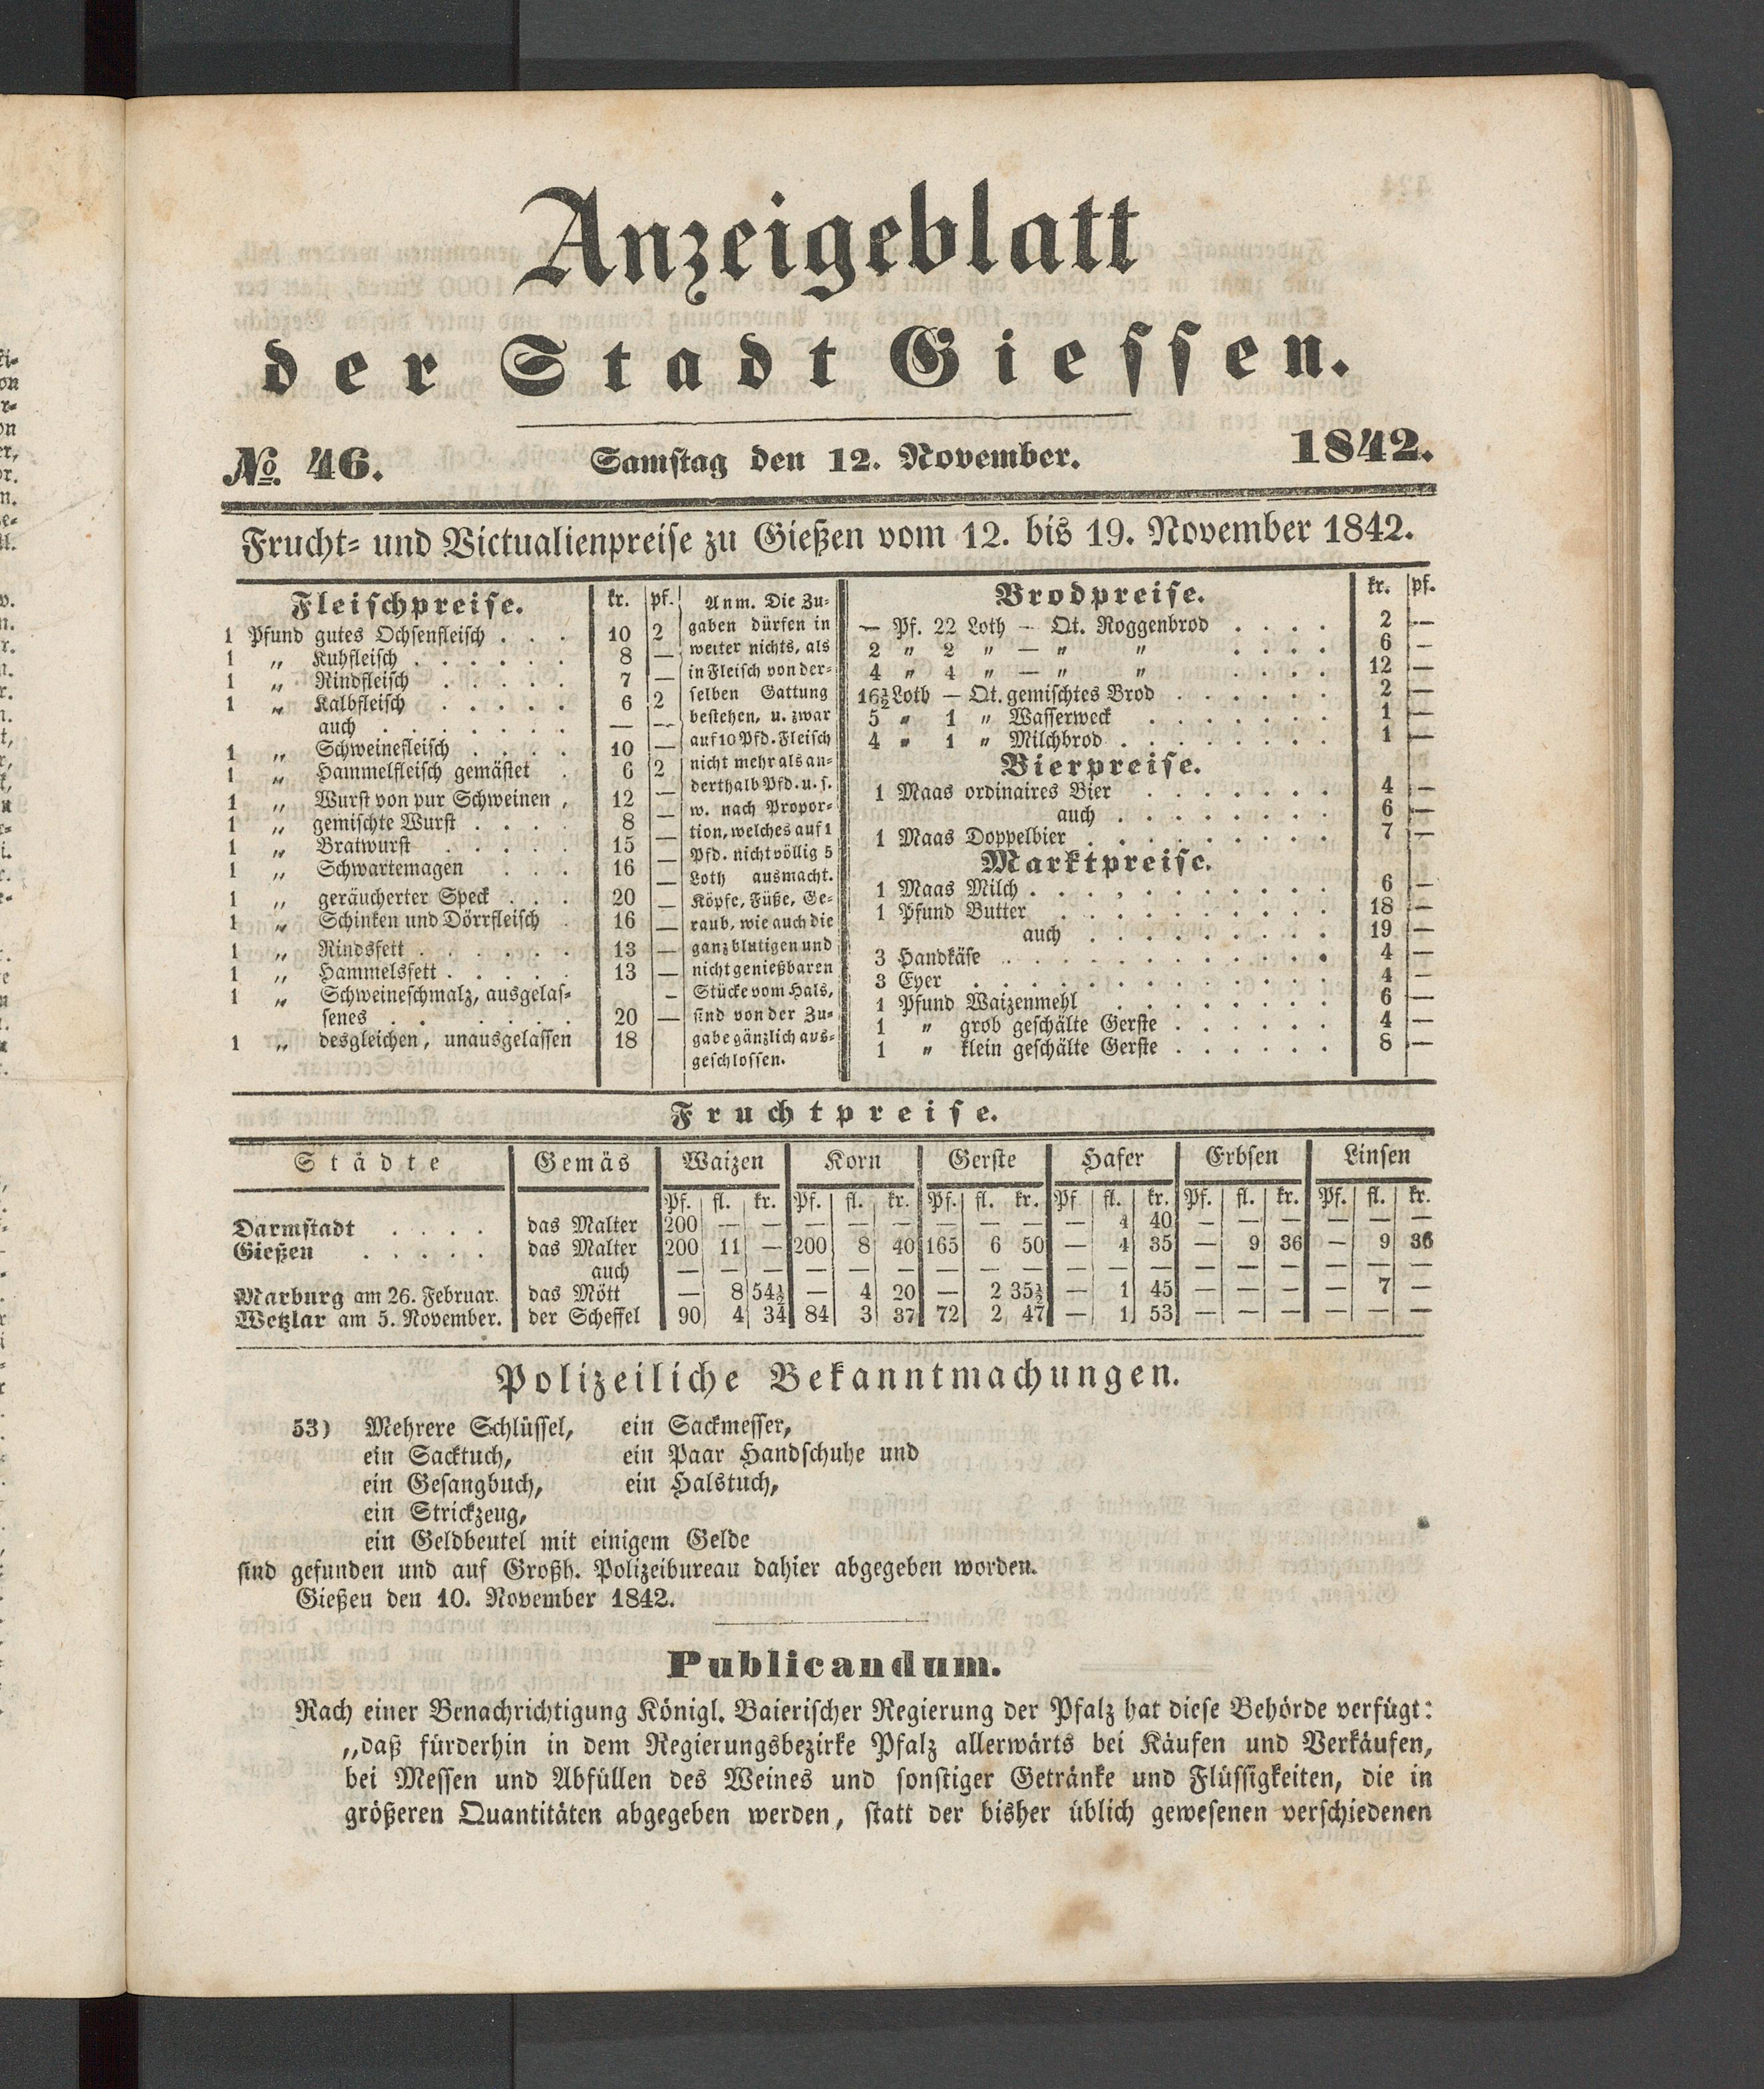 Anzeigeblatt
der Stadt Giessen.
No. 46. Samstag den 12. November. 1842.
Frucht- und Victualienpreise zu Gießen vom 12. bis 19. November 1842.
Fleischpreise. kr. pf.
1 Pfund gutes Ochsenfleisch . . . 10 2
1 „ Kuhfleisch . . . . . . 8 —
1 „ Rindfleisch . . . . . 7 —
1 „ Kalbfleisch . . . . . 6 2
auch . . . . . . . — —
1 „ Schweinefleisch . . . . 10 —
1 „ Hammelfleisch gemästet . 6 2
1 „ Wurst von pur Schweinen , 12 —
1 „ gemischte Wurst . . . . 8 —
1 „ Bratwurst . . . . . 15 —
1 „ Schwartemagen . . . 16 —
1 „ geräucherter Speck . . . 20 —
1 „ Schinken und Dörrfleisch . 16 —
1 „ Rindsfett . . . . . . 13 —
1 „ Hammelsfett . . . . . 13 —
1 „ Schweineschmalz, ausgelas- —
senes . . . . . . 20 —
1 „ desgleichen, unausgelassen 18
Anm. Die Zu-
gaben dürfen in
weiter nichts, als
in Fleisch von der-
selben Gattung
bestehen, u. zwar
auf 10 Pfd. Fleisch
nicht mehr als an-
derthalb Pfd. u. s.
w. nach Propor-
tion, welches auf 1
Pfd. nicht völlig 5
Loth ausmacht.
Köpfe, Füße, Ge-
raub, wie auch die
ganz blutigen und
nicht genießbaren
Stücke vom Hals,
sind von der Zu-
gabe gänzlich aus-
geschlossen.
Brodpreise. kr. pf.
— Pf. 22 Loth — Qt. Roggenbrod . . . . 2 —
2 „ 2 „ — „ „ . . . . 6 —
4 „ 4 „ — „ „ . . . . 12 —
16½ Loth — Qt. gemischtes Brod . . . . . . 2 —
5 „ 1 „ Wasserweck . . . . . . . 1 —
4 „ 1 „ Milchbrod . . . . . . . . 1 —
Bierpreise.
1 Maas ordinaires Bier . . . . . . . 4 —
auch . . . . . . . . 6 —
1 Maas Doppelbier . . . . . . . . . 7 —
Marktpreise.
1 Maas Milch . . . . . . . . . . 6 —
1 Pfund Butter . . . . . . . . . . 18 —
auch . . . . . . . . . 19 —
3 Handkäse . . . . . . . . . . . . 4 —
3 Eyer . . . . . . . . . . . . . 4 —
1 Pfund Waizenmehl . . . . . . . . 6 —
1 „ grob geschälte Gerste . . . . . . 4 —
1 „ klein geschälte Gerste . . . . . . 8 —
Fruchtpreise.
Städte Gemäs Waizen Korn Gerste Hafer Erbsen Linsen
Pf. fl. kr. Pf. fl. kr. Pf. fl. kr. Pf fl. kr. Pf. fl. kr. Pf. fl. kr.
Darmstadt . . . . das Malter 200 — — — — — — — — — 4 40 — — — — — —
Gießen . . . . . das Malter 200 11 — 200 8 40 165 6 50 — 4 35 — 9 36 — 9 36
auch — — — — — — — — — — — — — — — — — —
Marburg am 26. Februar. das Mött — 8 54½ — 4 20 — 2 35½ — 1 45 — — — — 7 —
Wetzlar am 5. November. der Scheffel 90 4 34 84 3 37 72 2 47 — 1 53 — — — — — —
Polizeiliche Bekanntmachungen.
53) Mehrere Schlüssel, ein Sackmesser,
ein Sacktuch, ein Paar Handschuhe und
ein Gesangbuch, ein Halstuch,
ein Strickzeug,
ein Geldbeutel mit einigem Gelde
sind gefunden und auf Großh. Polizeibureau dahier abgegeben worden.
Gießen den 10. November 1842.
Publicandum.
Nach einer Benachrichtigung Königl. Baierischer Regierung der Pfalz hat diese Behörde verfügt:
„daß fürderhin in dem Regierungsbezirke Pfalz allerwärts bei Käufen und Verkäufen,
bei Messen und Abfüllen des Weines und sonstiger Getränke und Flüssigkeiten, die in
größeren Quantitäten abgegeben werden, statt der bisher üblich gewesenen verschiedenen